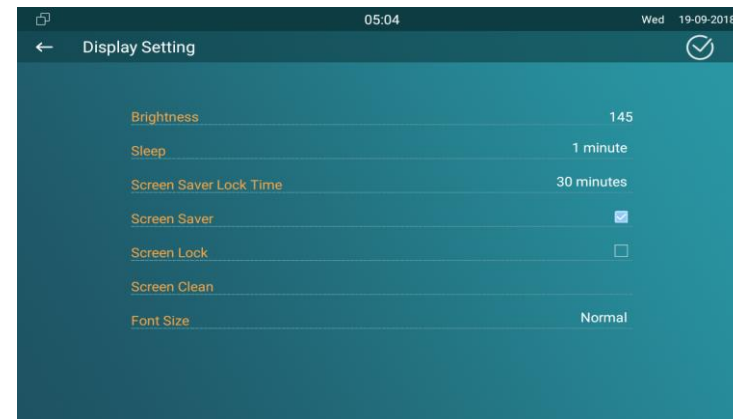 05:04 Wed 19-09-2018
Display Setting
Brightness 145
Sleep 1 minute
Screen Saver Lock Time 30 minutes
Screen Saver
Screen Lock
Screen Clean
Font Size Normal